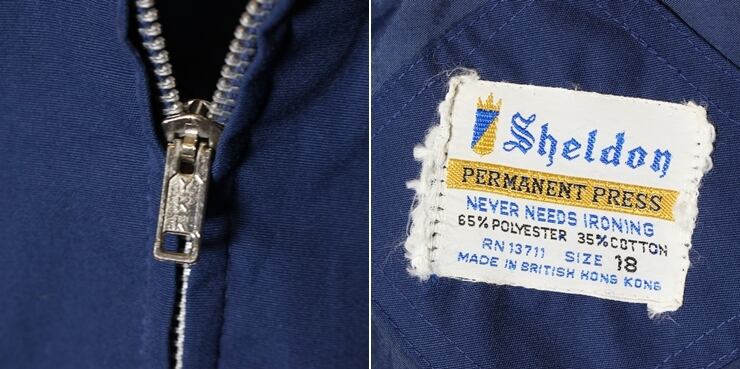 Sheldon
PERMANENT PRESS
NEVER NEEDS IRONING
65% POLYESTER 35% COTTON
RN 13711 SIZE 18
MADE IN BRITISH HONG KONG